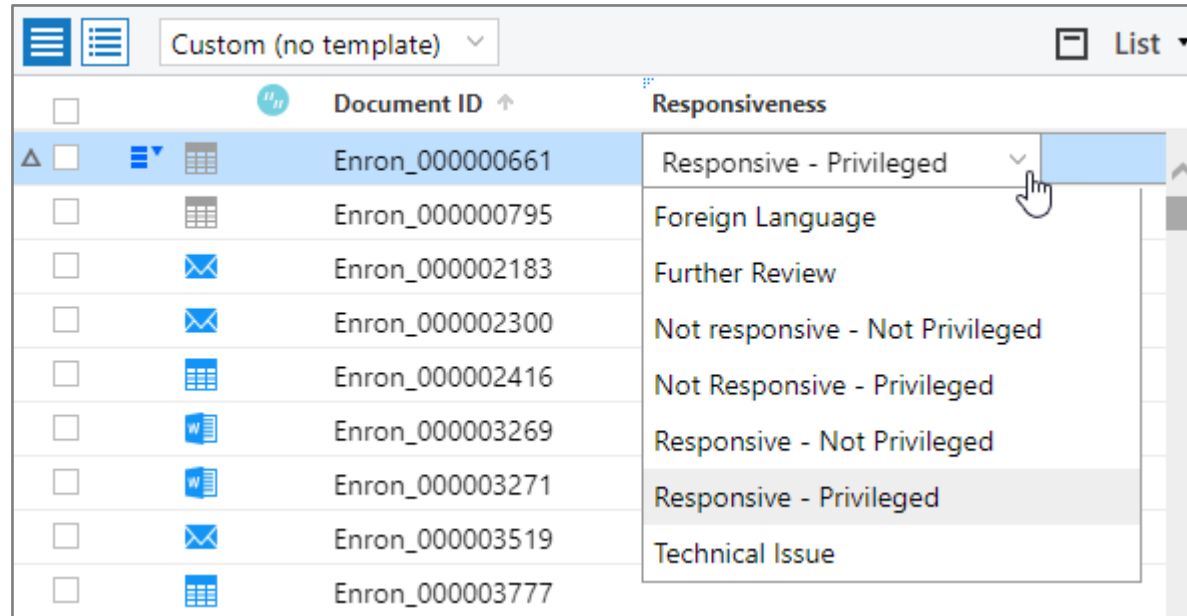 Custom (no template) List
Document ID Responsiveness
Enron_000000661 Responsive - Privileged
Enron_000000795 Foreign Language
Enron_000002183 Further Review
Enron_000002300 Not responsive - Not Privileged
Enron_000002416 Not Responsive - Privileged
Enron_000003269 Responsive - Not Privileged
Enron_000003271 Responsive - Privileged
Enron_000003519 Technical Issue
Enron_000003777